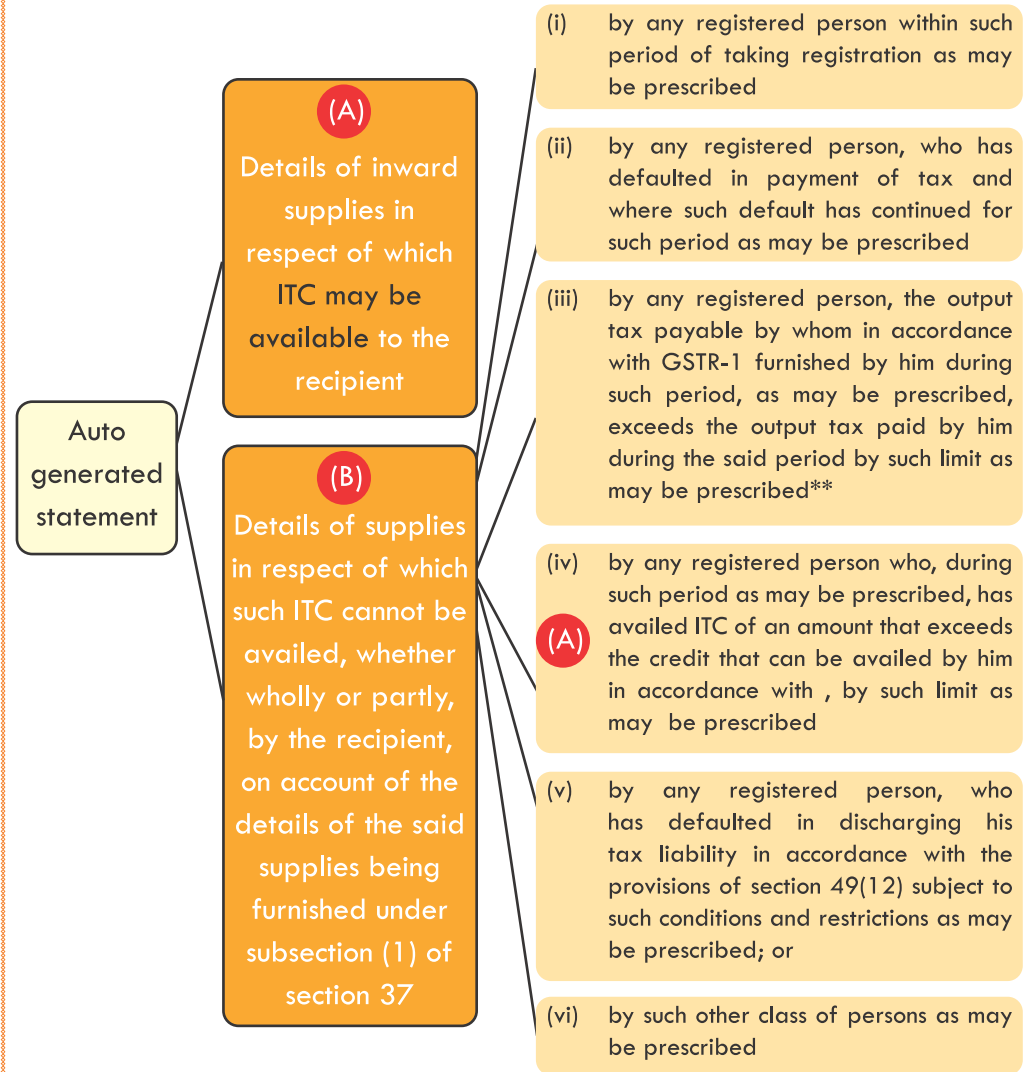 Auto
generated
statement
(A)
Details of inward
supplies in
respect of which
ITC may be
available to the
recipient
(B)
Details of supplies
in respect of which
such ITC cannot be
availed, whether
wholly or partly,
by the recipient,
on account of the
details of the said
supplies being
furnished under
subsection (1) of
section 37
(i) by any registered person within such
period of taking registration as may
be prescribed
(ii) by any registered person, who has
defaulted in payment of tax and
where such default has continued for
such period as may be prescribed
(iii) by any registered person, the output
tax payable by whom in accordance
with GSTR-1 furnished by him during
such period, as may be prescribed,
exceeds the output tax paid by him
during the said period by such limit as
may be prescribed**
(iv) by any registered person who, during
such period as may be prescribed, has
(A) availed ITC of an amount that exceeds
the credit that can be availed by him
in accordance with , by such limit as
may be prescribed
(v) by any registered person, who
has defaulted in discharging his
tax liability in accordance with the
provisions of section 49(12) subject to
such conditions and restrictions as may
be prescribed; or
(vi) by such other class of persons as may
be prescribed